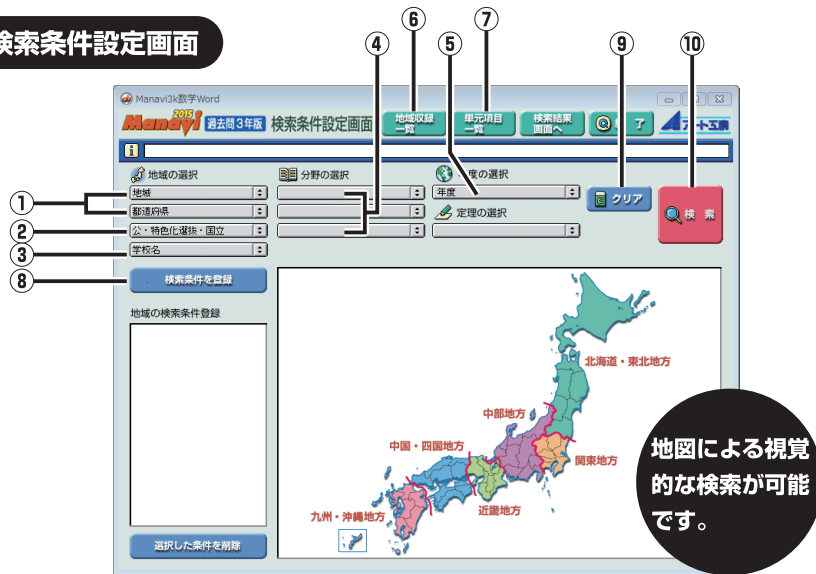 検索条件設定画面
⑥ ⑦
④ ⑤ ⑨ ⑩
Manavi3k数学Word
2015
Manavi 過去問3年版 検索条件設定画面
地域収録一覧
単元項目一覧
検索結果画面へ
了
i
地域の選択 分野の選択 度の選択
地域 年度
都道府県 定理の選択
公・特色化選抜・国立
学校名
クリア
検索
①
②
③
⑧
検索条件を登録
地域の検索条件登録
選択した条件を削除
北海道・東北地方
中部地方
中国・四国地方
関東地方
近畿地方
九州・沖縄地方
地図による視覚
的な検索が可能
です。